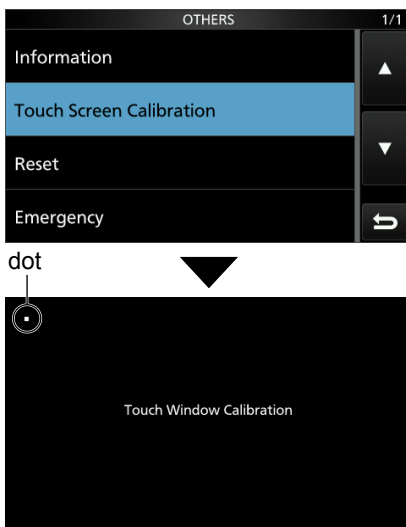 OTHERS 1/1
Information
Touch Screen Calibration
Reset
Emergency
dot
Touch Window Calibration